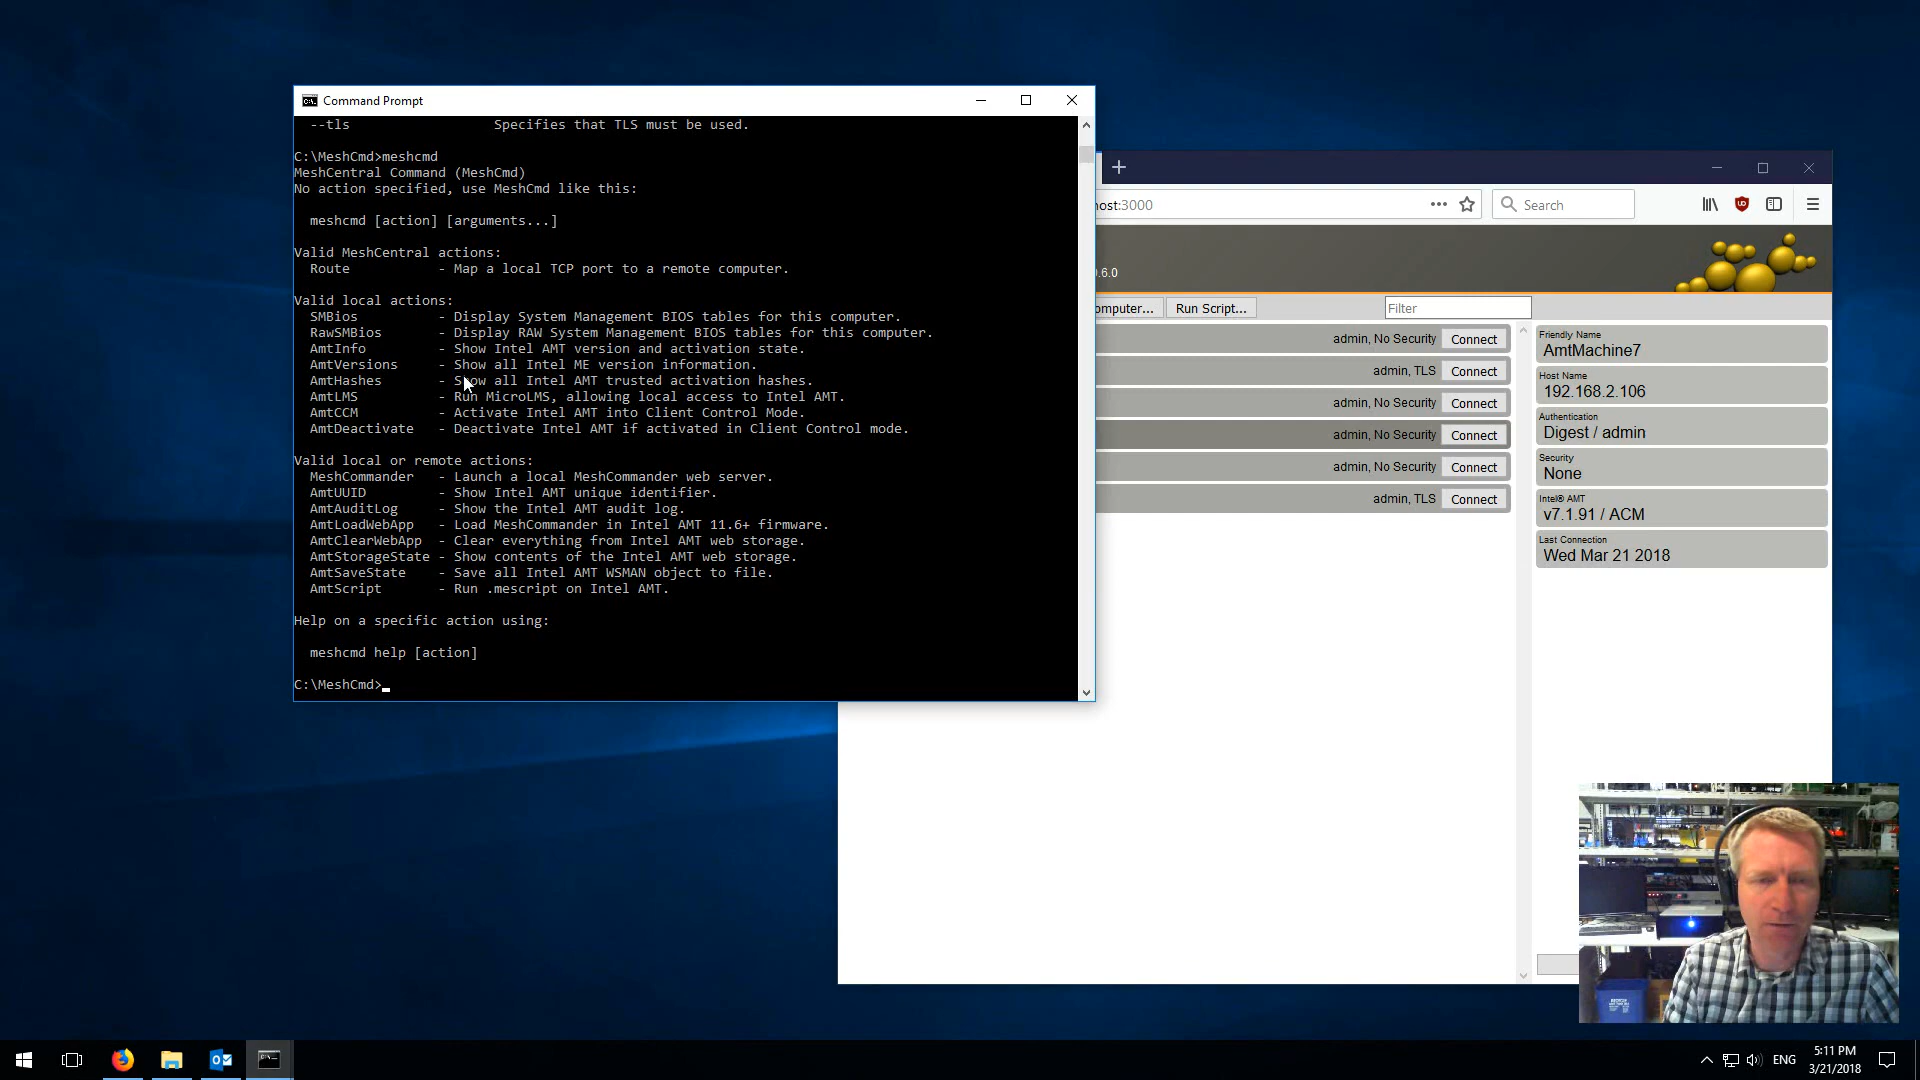 Command Prompt
--tls Specifies that TLS must be used.
C:\MeshCmd>meshcmd
MeshCentral Command (MeshCmd)
No action specified, use MeshCmd like this:
meshcmd [action] [arguments...]
Valid MeshCentral actions:
Route - Map a local TCP port to a remote computer.
Valid local actions:
SMBios - Display System Management BIOS tables for this computer.
RawSMBios - Display RAW System Management BIOS tables for this computer.
AmtInfo - Show Intel AMT version and activation state.
AmtVersions - Show all Intel ME version information.
AmtHashes - Show all Intel AMT trusted activation hashes.
AmtLMS - Run MicroLMS, allowing local access to Intel AMT.
AmtCCM - Activate Intel AMT into Client Control Mode.
AmtDeactivate - Deactivate Intel AMT if activated in Client Control mode.
Valid local or remote actions:
MeshCommander - Launch a local MeshCommander web server.
AmtUUID - Show Intel AMT unique identifier.
AmtAuditLog - Show the Intel AMT audit log.
AmtLoadWebApp - Load MeshCommander in Intel AMT 11.6+ firmware.
AmtClearWebApp - Clear everything from Intel AMT web storage.
AmtStorageState - Show contents of the Intel AMT web storage.
AmtSaveState - Save all Intel AMT WSMAN object to file.
AmtScript - Run .mescript on Intel AMT.
Help on a specific action using:
meshcmd help [action]
C:\MeshCmd>
host:3000
Search
.6.0
omputer... Run Script... Filter
admin, No Security Connect
admin, TLS Connect
admin, No Security Connect
admin, No Security Connect
admin, No Security Connect
admin, TLS Connect
Friendly Name
AmtMachine7
Host Name
192.168.2.106
Authentication
Digest / admin
Security
None
Intel® AMT
v7.1.91 / ACM
Last Connection
Wed Mar 21 2018
ENG
5:11 PM
3/21/2018